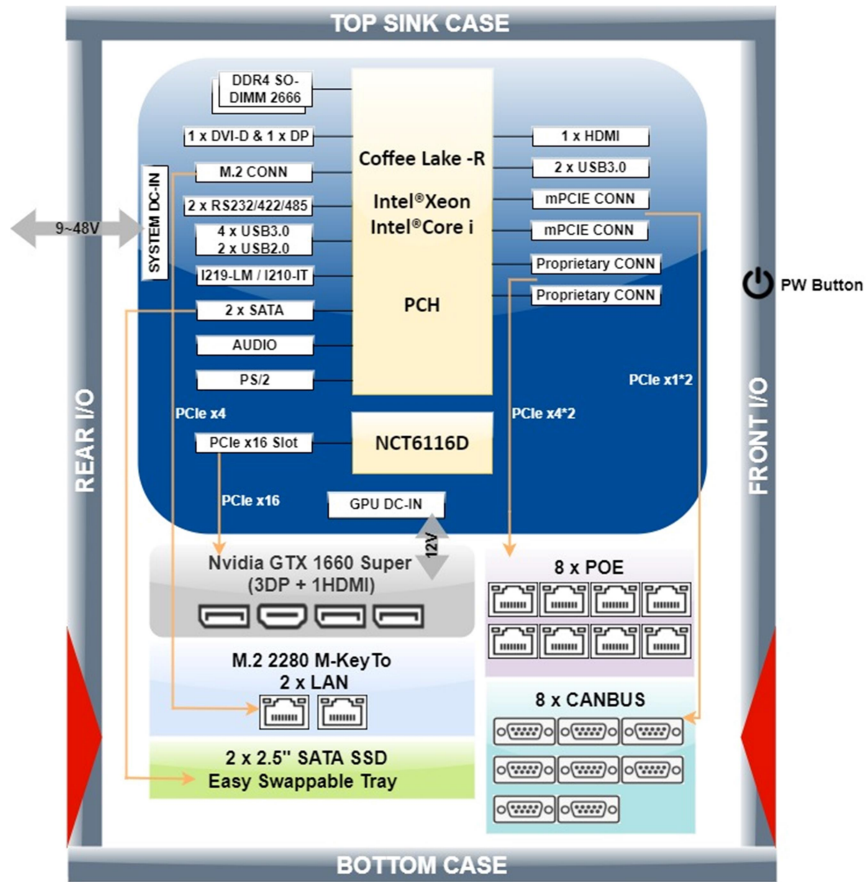 TOP SINK CASE
DDR4 SO-
DIMM 2666
1 x DVI-D & 1 x DP
M.2 CONN
2 x RS232/422/485
4 x USB3.0
2 x USB2.0
I219-LM / I210-IT
2 x SATA
AUDIO
PS/2
PCIe x4
PCIe x16 Slot
PCIe x16
Coffee Lake -R
Intel®Xeon
Intel®Core i
PCH
NCT6116D
GPU DC-IN
12V
1 x HDMI
2 x USB3.0
mPCIE CONN
mPCIE CONN
Proprietary CONN
Proprietary CONN
PCIe x1*2
PCIe x4*2
SYSTEM DC-IN
9~48V
PW Button
REAR I/O
FRONT I/O
Nvidia GTX 1660 Super
(3DP + 1HDMI)
M.2 2280 M-KeyTo
2 x LAN
2 x 2.5" SATA SSD
Easy Swappable Tray
8 x POE
8 x CANBUS
BOTTOM CASE